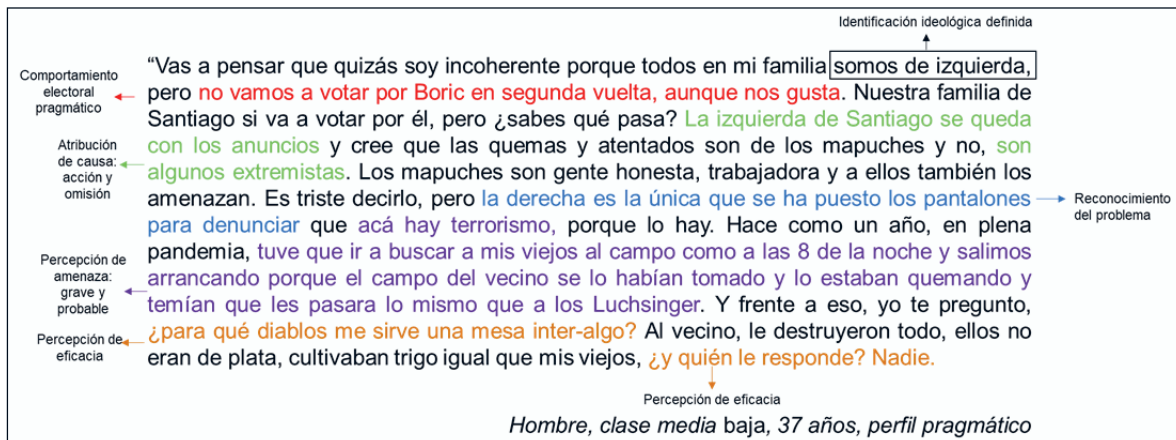 Identificación ideológica definida
“Vas a pensar que quizás soy incoherente porque todos en mi familia somos de izquierda,
pero no vamos a votar por Boric en segunda vuelta, aunque nos gusta. Nuestra familia de
Santiago si va a votar por él, pero ¿sabes qué pasa? La izquierda de Santiago se queda
con los anuncios y cree que las quemas y atentados son de los mapuches y no, son
algunos extremistas. Los mapuches son gente honesta, trabajadora y a ellos también los
amenazan. Es triste decirlo, pero la derecha es la única que se ha puesto los pantalones
para denunciar que acá hay terrorismo, porque lo hay. Hace como un año, en plena
pandemia, tuve que ir a buscar a mis viejos al campo como a las 8 de la noche y salimos
arrancando porque el campo del vecino se lo habían tomado y lo estaban quemando y
temían que les pasara lo mismo que a los Luchsinger. Y frente a eso, yo te pregunto,
¿para qué diablos me sirve una mesa inter-algo? Al vecino, le destruyeron todo, ellos no
eran de plata, cultivaban trigo igual que mis viejos, ¿y quién le responde? Nadie.
Comportamiento
electoral
pragmático
Atribución
de causa:
acción y
omisión
Percepción de
amenaza:
grave y
probable
Percepción de
eficacia
Reconocimiento
del problema
Percepción de eficacia
Hombre, clase media baja, 37 años, perfil pragmático